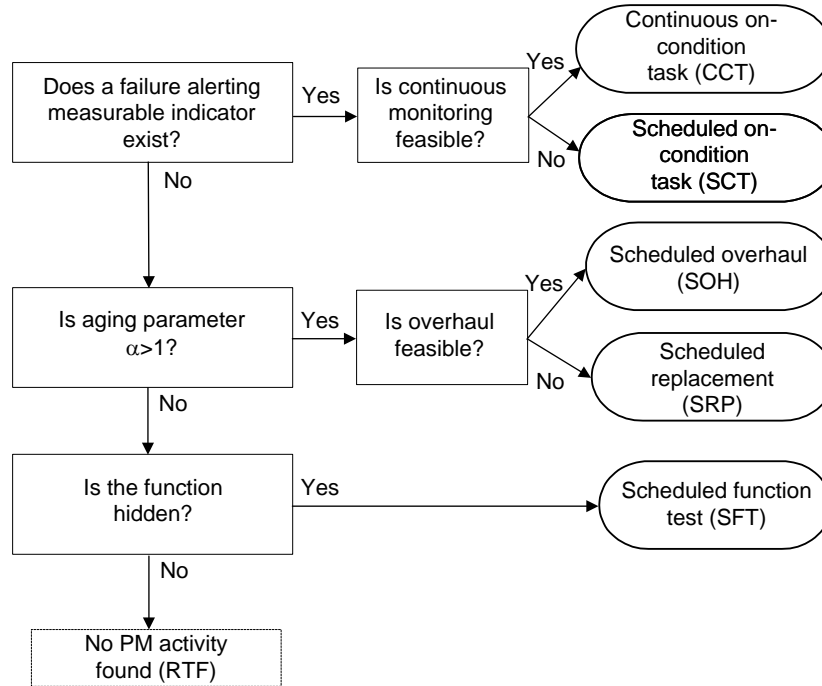 Does a failure alerting
measurable indicator
exist?
Yes
Is continuous
monitoring
feasible?
Yes
Continuous on-
condition
task (CCT)
No
Scheduled on-
condition
task (SCT)
No
Is aging parameter
α>1?
Yes
Is overhaul
feasible?
Yes
Scheduled overhaul
(SOH)
No
Scheduled
replacement
(SRP)
No
Is the function
hidden?
Yes
Scheduled function
test (SFT)
No
No PM activity
found (RTF)